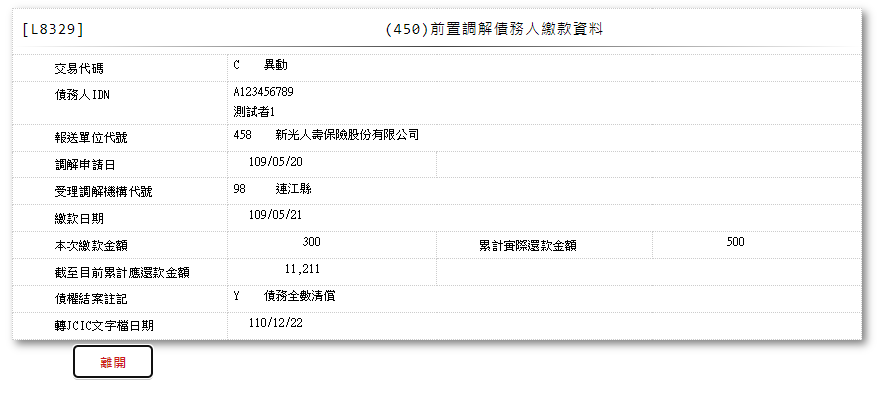 [L8329] (450)前置調解債務人繳款資料
交易代碼 C 異動
債務人IDN A123456789
測試者1
報送單位代號 458 新光人壽保險股份有限公司
調解申請日 109/05/20
受理調解機構代號 98 連江縣
繳款日期 109/05/21
本次繳款金額 300 累計實際還款金額 500
截至目前累計應還款金額 11,211
債權結案註記 Y 債務全數清償
轉JCIC文字檔日期 110/12/22
離開